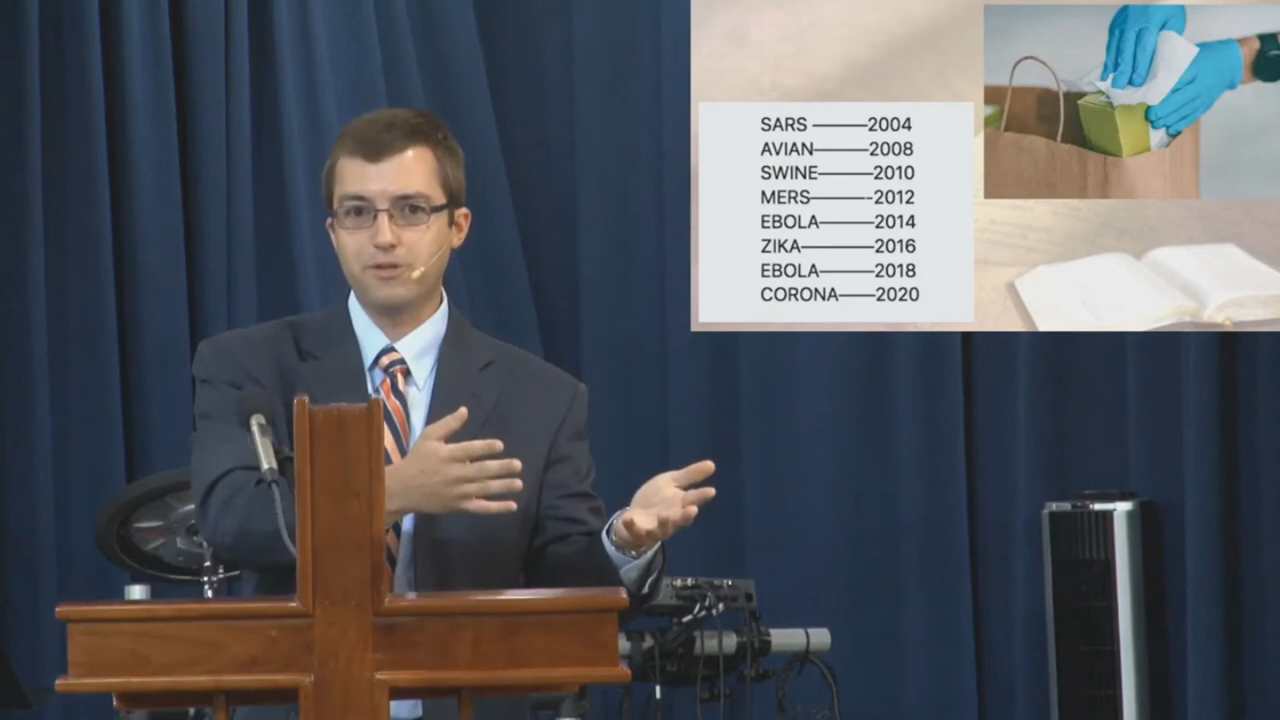 SARS ———2004
AVIAN———2008
SWINE———2010
MERS———-2012
EBOLA———2014
ZIKA————2016
EBOLA———2018
CORONA——2020